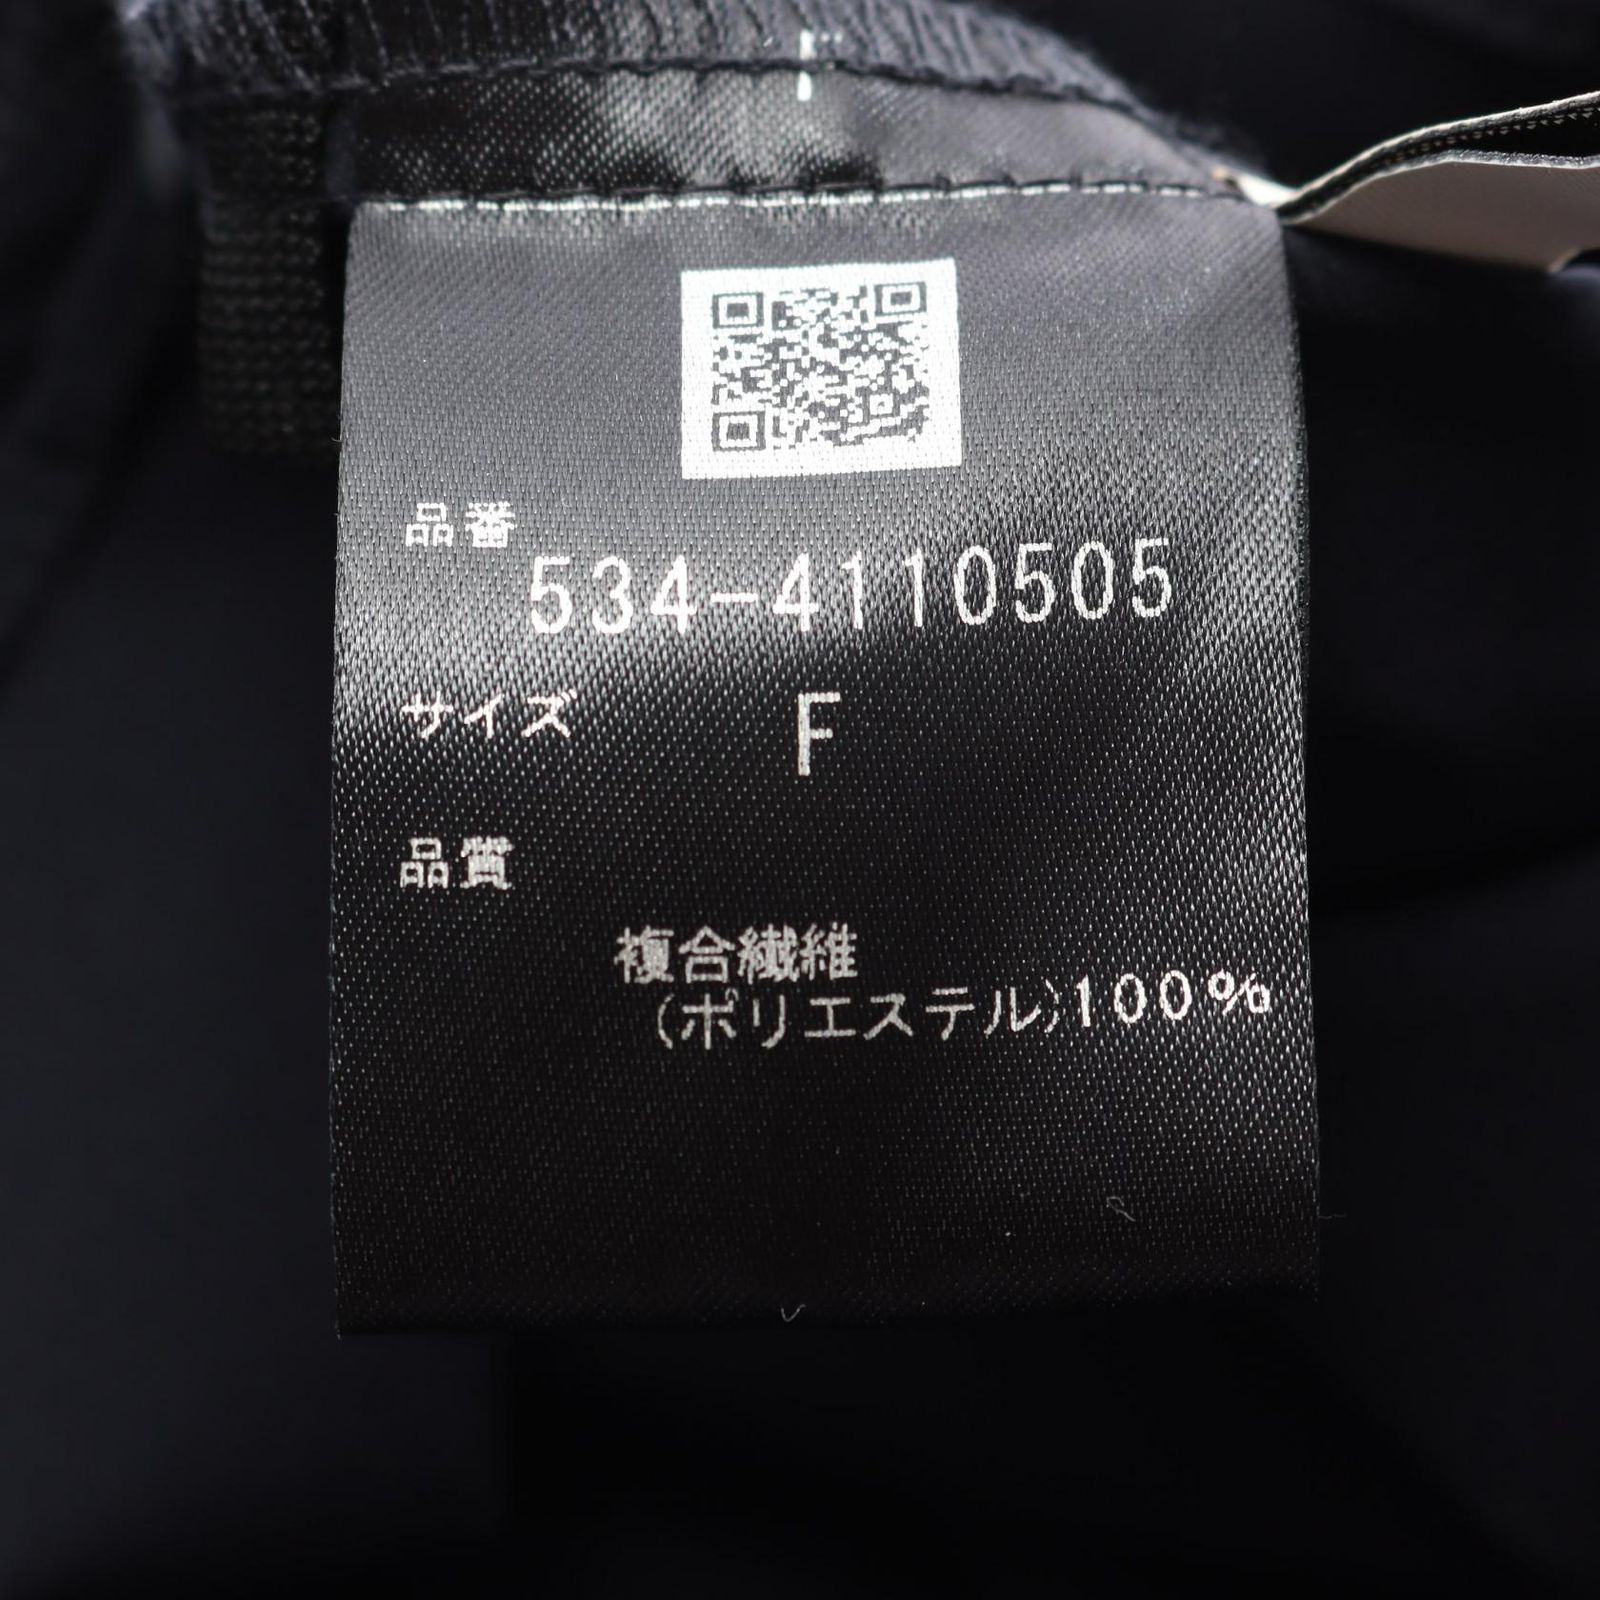 品番
534-4110505
サイズ F
品質
複合繊維
(ポリエステル)100%